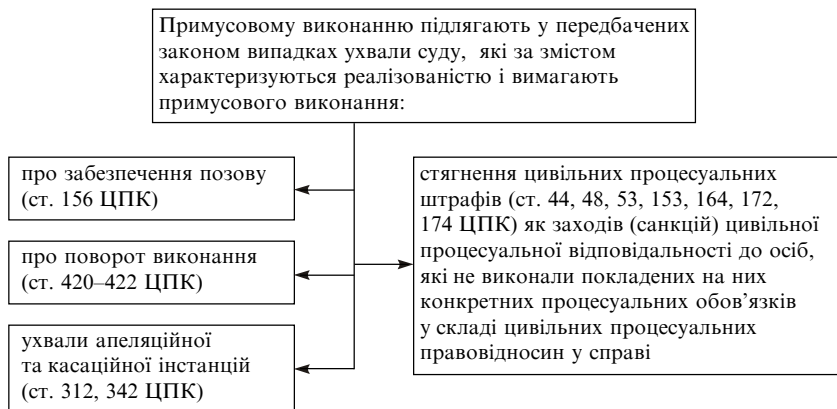 Примусовому виконанню підлягають у передбачених
законом випадках ухвали суду, які за змістом
характеризуються реалізованістю і вимагають
примусового виконання:
про забезпечення позову
(ст. 156 ЦПК)
про поворот виконання
(ст. 420–422 ЦПК)
ухвали апеляційної
та касаційної інстанцій
(ст. 312, 342 ЦПК)
стягнення цивільних процесуальних
штрафів (ст. 44, 48, 53, 153, 164, 172,
174 ЦПК) як заходів (санкцій) цивільної
процесуальної відповідальності до осіб,
які не виконали покладених на них
конкретних процесуальних обов’язків
у складі цивільних процесуальних
правовідносин у справі